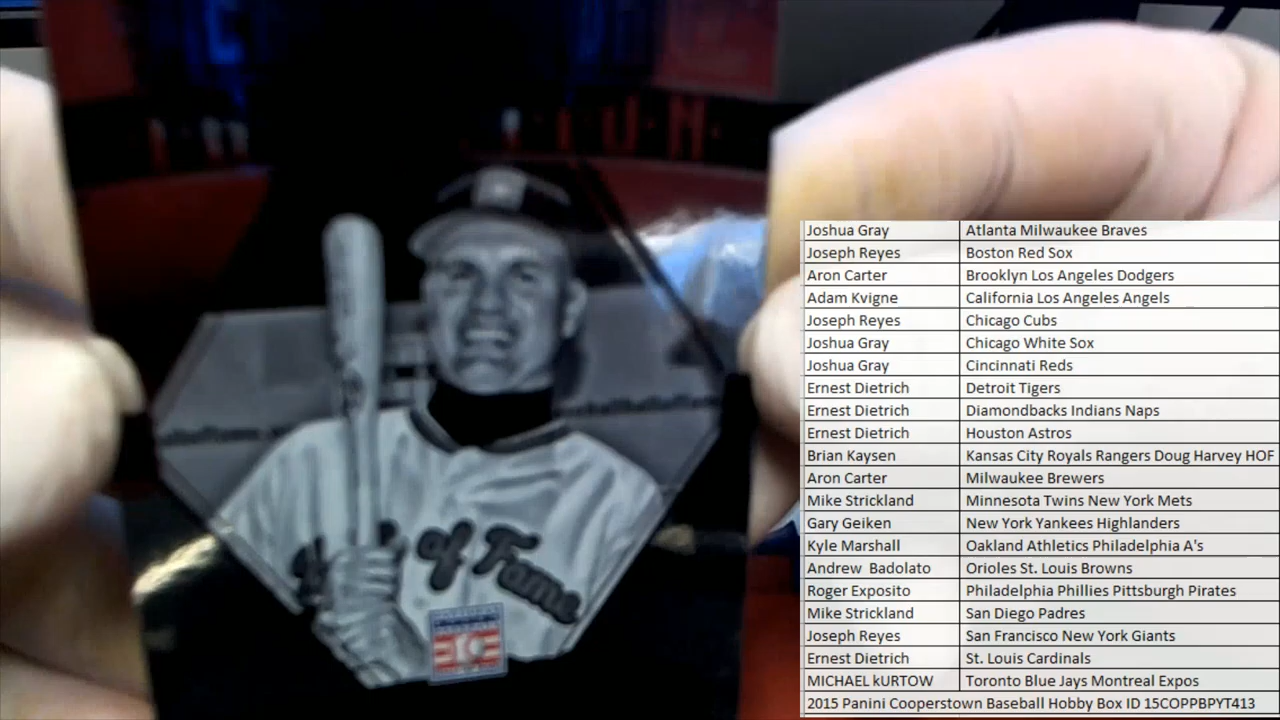 Hall of Fame
Joshua Gray Atlanta Milwaukee Braves
Joseph Reyes Boston Red Sox
Aron Carter Brooklyn Los Angeles Dodgers
Adam Kvigne California Los Angeles Angels
Joseph Reyes Chicago Cubs
Joshua Gray Chicago White Sox
Joshua Gray Cincinnati Reds
Ernest Dietrich Detroit Tigers
Ernest Dietrich Diamondbacks Indians Naps
Ernest Dietrich Houston Astros
Brian Kaysen Kansas City Royals Rangers Doug Harvey HOF
Aron Carter Milwaukee Brewers
Mike Strickland Minnesota Twins New York Mets
Gary Geiken New York Yankees Highlanders
Kyle Marshall Oakland Athletics Philadelphia A's
Andrew Badolato Orioles St. Louis Browns
Roger Exposito Philadelphia Phillies Pittsburgh Pirates
Mike Strickland San Diego Padres
Joseph Reyes San Francisco New York Giants
Ernest Dietrich St. Louis Cardinals
MICHAEL kURTOW Toronto Blue Jays Montreal Expos
2015 Panini Cooperstown Baseball Hobby Box ID 15COPPBPYT413